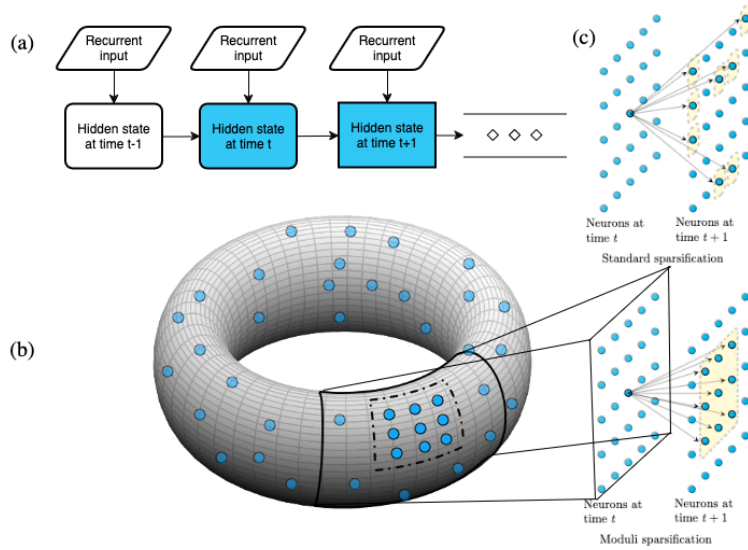 (a)
Recurrent
input
Recurrent
input
Recurrent
input
Hidden state
at time t-1
Hidden state
at time t
Hidden state
at time t+1
(c)
Neurons at
time t
Neurons at
time t + 1
Standard sparsification
(b)
Neurons at
time t
Neurons at
time t + 1
Moduli sparsification